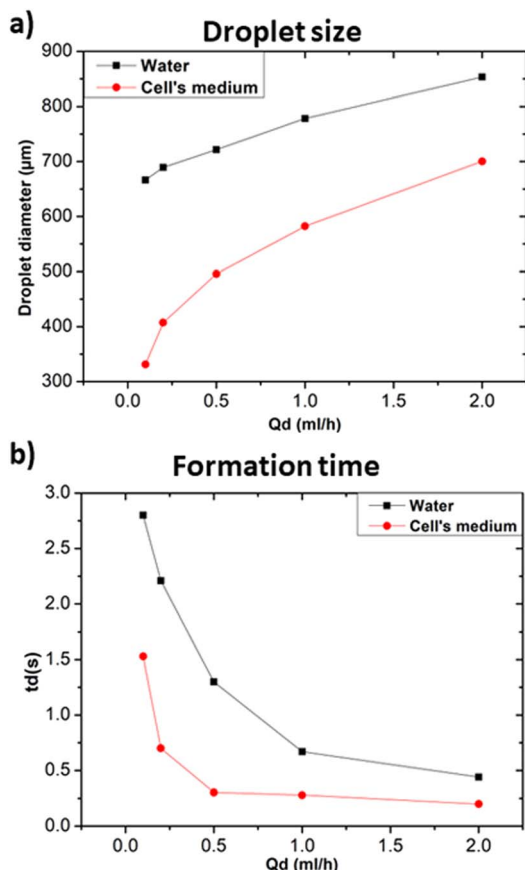 a)
Droplet size
900
800
700
600
500
400
300
Droplet diameter (μm)
Water
Cell's medium
0.0 0.5 1.0 1.5 2.0
Qd (ml/h)
b)
Formation time
3.0
2.5
2.0
1.5
1.0
0.5
0.0
td(s)
Water
Cell's medium
0.0 0.5 1.0 1.5 2.0
Qd (ml/h)